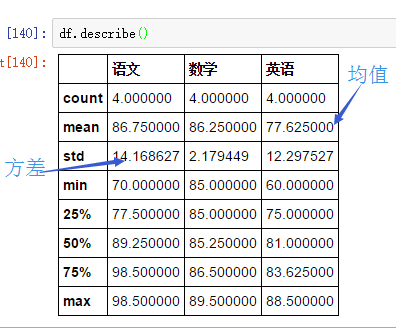 [140]: df.describe()
t[140]:
语文 数学 英语
count 4.000000 4.000000 4.000000
mean 86.750000 86.250000 77.625000
std 14.168627 2.179449 12.297527
min 70.000000 85.000000 60.000000
25% 77.500000 85.000000 75.000000
50% 89.250000 85.250000 81.000000
75% 98.500000 86.500000 83.625000
max 98.500000 89.500000 88.500000
均值
方差